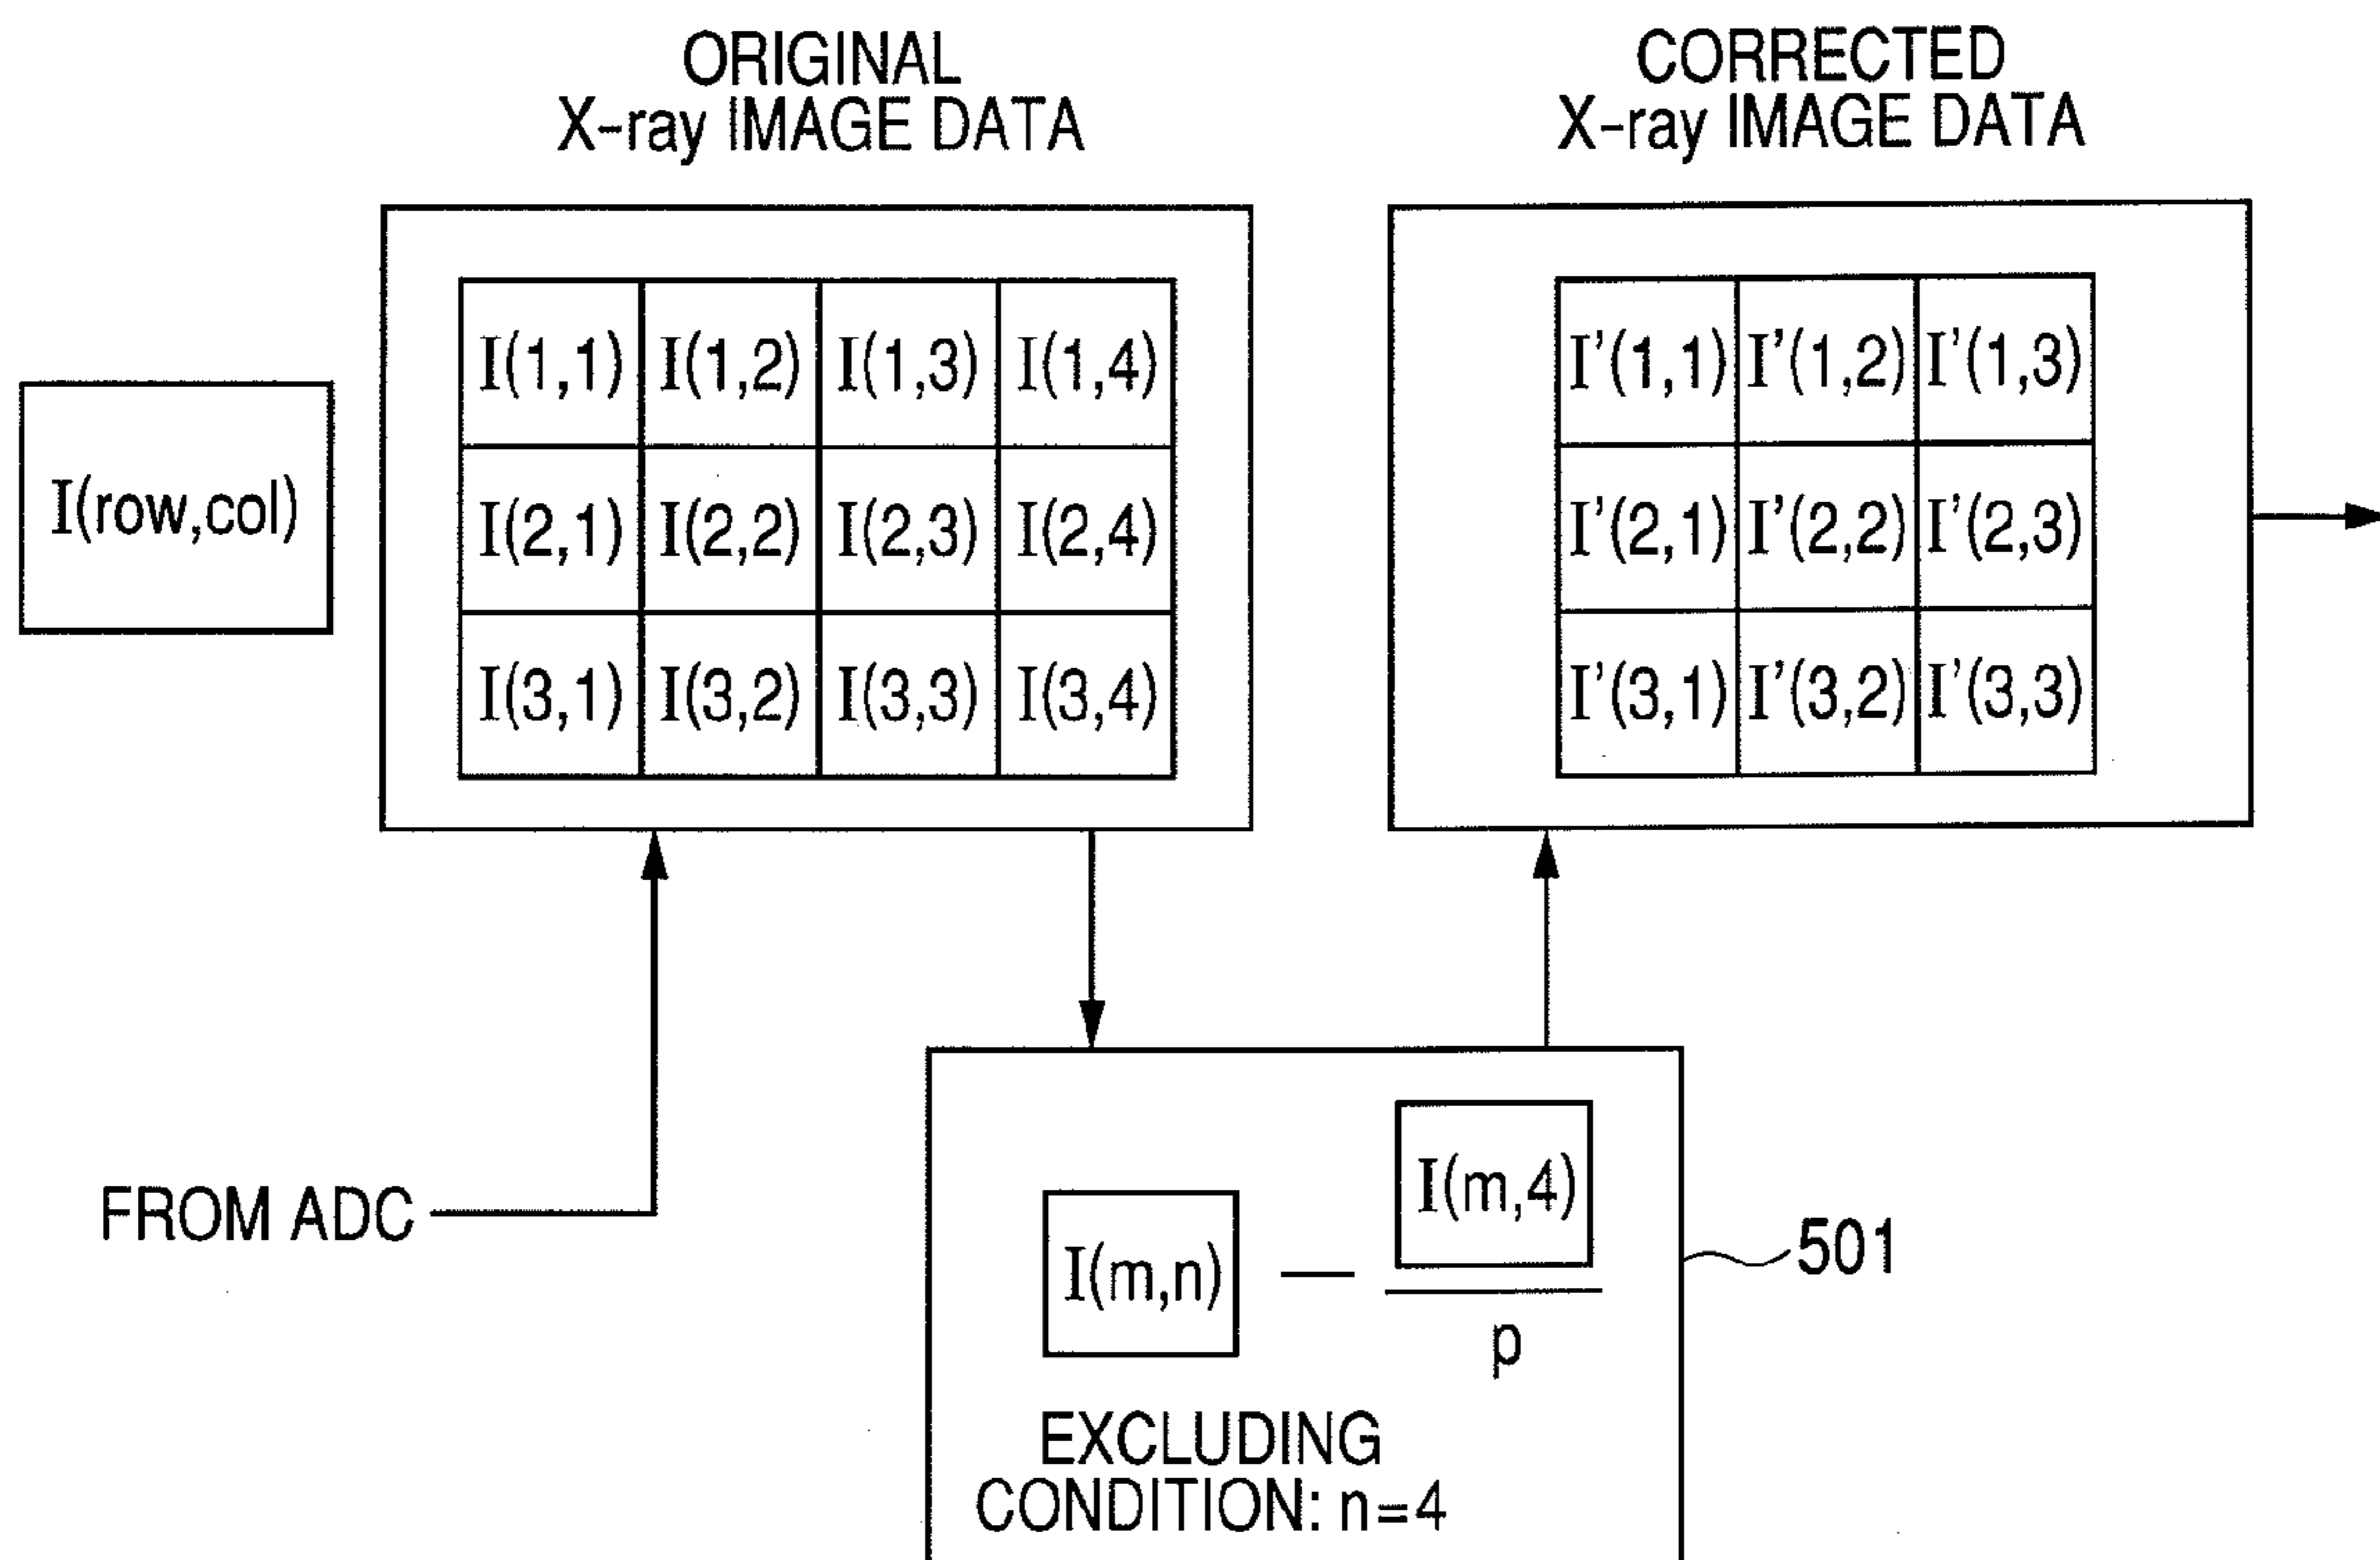 ORIGINAL
X-ray IMAGE DATA
CORRECTED
X-ray IMAGE DATA
I(row,col)
I(1,1) I(1,2) I(1,3) I(1,4)
I(2,1) I(2,2) I(2,3) I(2,4)
I(3,1) I(3,2) I(3,3) I(3,4)
I'(1,1) I'(1,2) I'(1,3)
I'(2,1) I'(2,2) I'(2,3)
I'(3,1) I'(3,2) I'(3,3)
FROM ADC
I(m,n) — I(m,4)
p
EXCLUDING
CONDITION: n=4
501